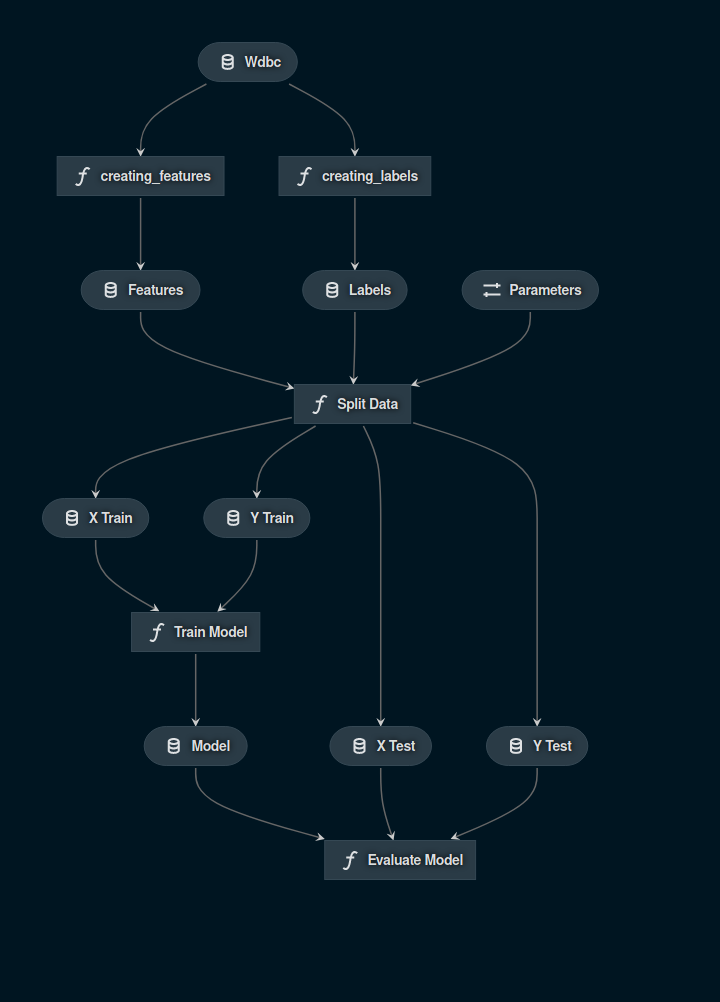 Wdbc
creating_features
creating_labels
Features
Labels
Parameters
Split Data
X Train
Y Train
Train Model
Model
X Test
Y Test
Evaluate Model